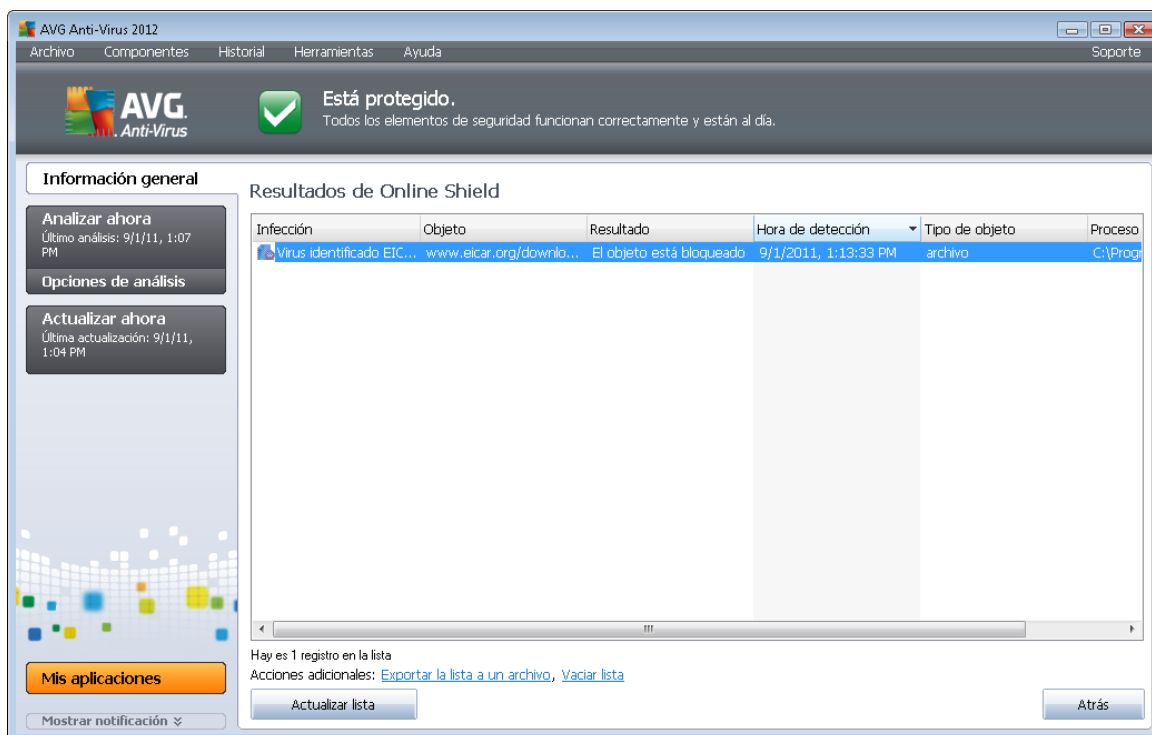 AVG Anti-Virus 2012
Archivo Componentes Historial Herramientas Ayuda Soporte
AVG.
Anti-Virus
Está protegido.
Todos los elementos de seguridad funcionan correctamente y están al día.
Información general
Analizar ahora
Último análisis: 9/1/11, 1:07
PM
Opciones de análisis
Actualizar ahora
Última actualización: 9/1/11,
1:04 PM
Mis aplicaciones
Mostrar notificación
Resultados de Online Shield
Infección Objeto Resultado Hora de detección Tipo de objeto Proceso
Virus identificado EIC... www.eicar.org/downlo... El objeto está bloqueado 9/1/2011, 1:13:33 PM archivo C:\Progr
Hay es 1 registro en la lista
Acciones adicionales: Exportar la lista a un archivo, Vaciar lista
Actualizar lista Atrás